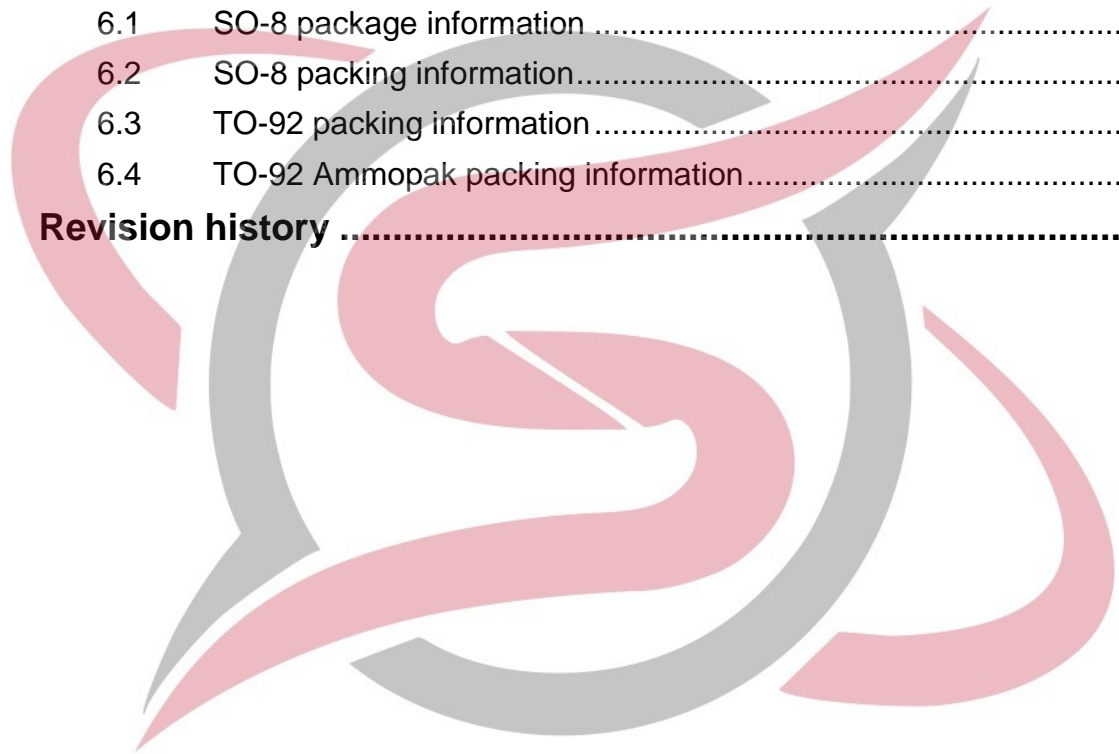 6.1 SO-8 package information ........................................................
6.2 SO-8 packing information ........................................................
6.3 TO-92 packing information ........................................................
6.4 TO-92 Ammopak packing information ........................................
Revision history ................................................................................